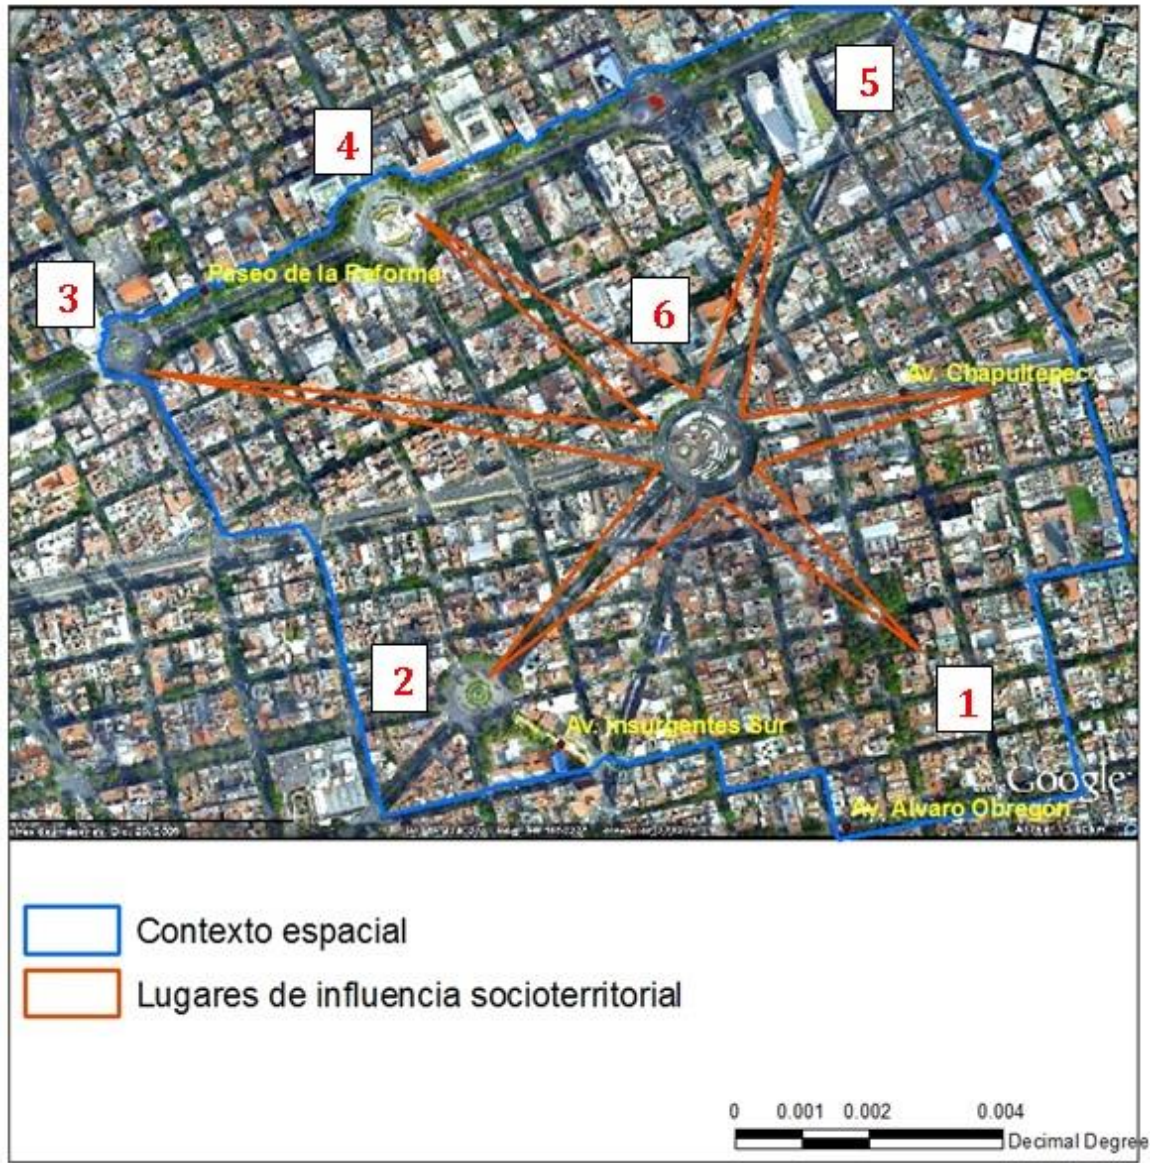 5
4
3
Paseo de la Reforma
6
Av. Chapultepec
2
1
Av. Insurgentes Sur
Google
Av. Alvaro Obregon
Contexto espacial
Lugares de influencia socioterritorial
0 0.001 0.002 0.004
Decimal Degree